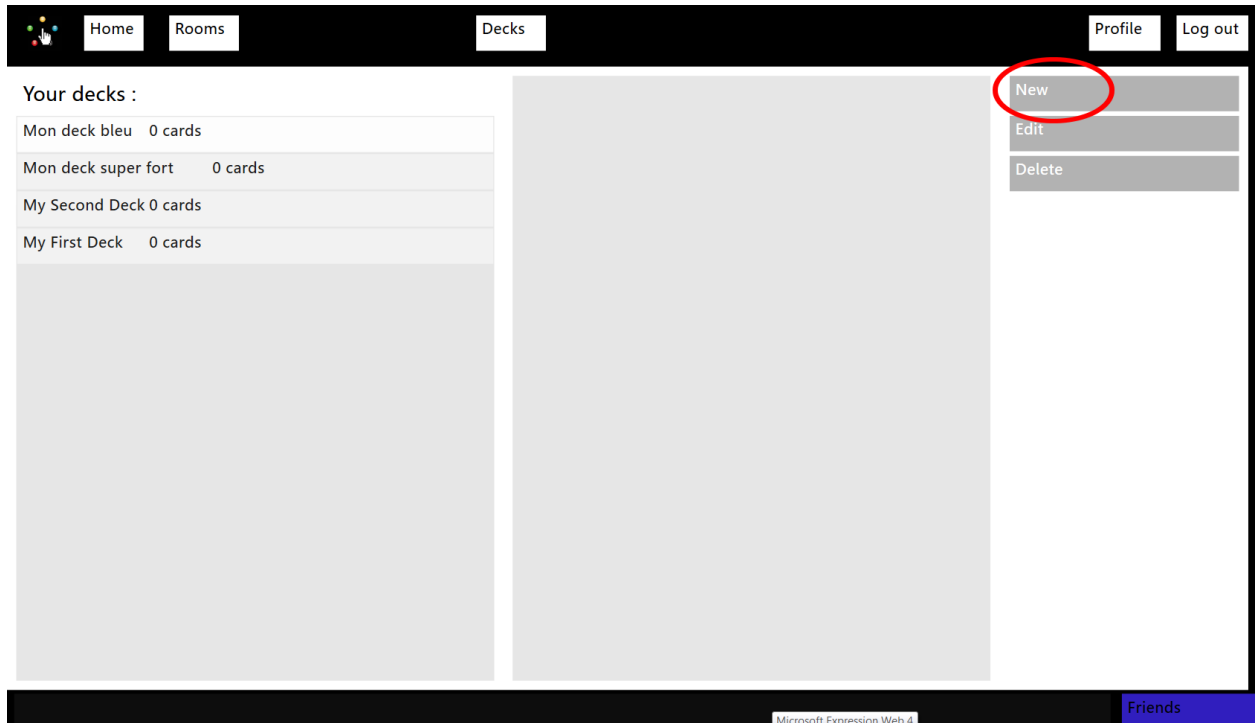 Home Rooms Decks Profile Log out
Your decks :
Mon deck bleu 0 cards
Mon deck super fort 0 cards
My Second Deck 0 cards
My First Deck 0 cards
New
Edit
Delete
Friends
Microsoft Expression Web 4